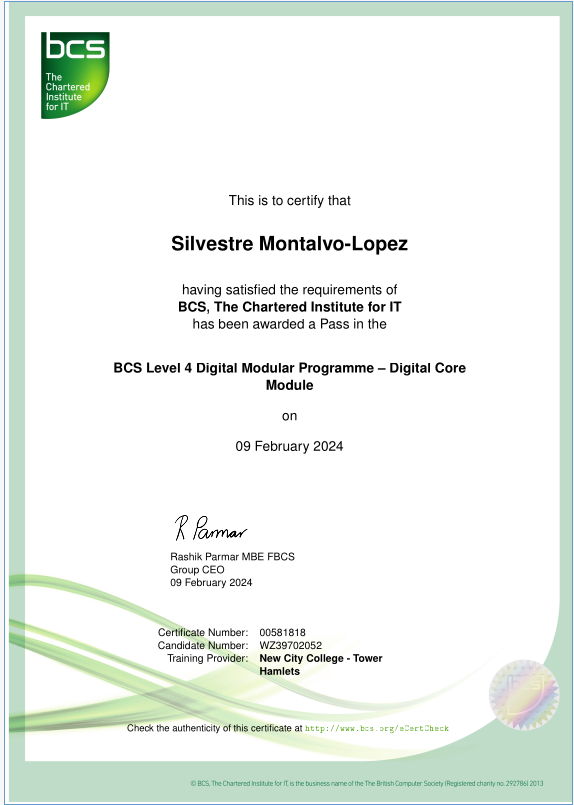 bcs
The
Chartered
Institute
for IT
This is to certify that
Silvestre Montalvo-Lopez
having satisfied the requirements of
BCS, The Chartered Institute for IT
has been awarded a Pass in the
BCS Level 4 Digital Modular Programme – Digital Core
Module
on
09 February 2024
R Parmar
Rashik Parmar MBE FBCS
Group CEO
09 February 2024
Certificate Number: 00581818
Candidate Number: WZ39702052
Training Provider: New City College - Tower
Hamlets
Check the authenticity of this certificate at http://www.bcs.org/eCertCheck
© BCS, The Chartered Institute for IT, is the business name of the The British Computer Society (Registered charity no. 292786) 2013